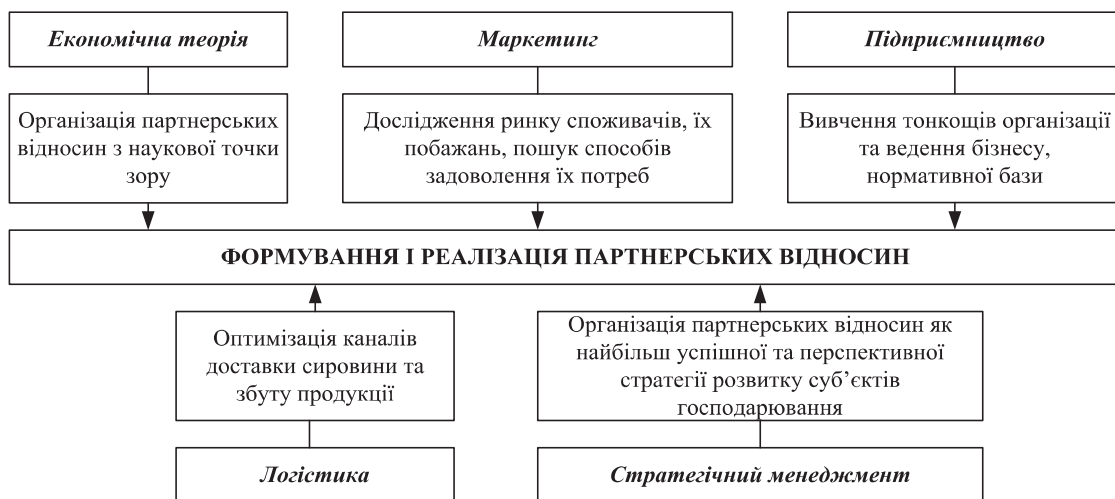 Економічна теорія
Маркетинг
Підприємництво
Організація партнерських
відносин з наукової точки
зору
Дослідження ринку споживачів, їх
побажань, пошук способів
задоволення їх потреб
Вивчення тонкощів організації
та ведення бізнесу,
нормативної бази
ФОРМУВАННЯ І РЕАЛІЗАЦІЯ ПАРТНЕРСЬКИХ ВІДНОСИН
Оптимізація каналів
доставки сировини та
збуту продукції
Організація партнерських відносин як
найбільш успішної та перспективної
стратегії розвитку суб’єктів
господарювання
Логістика
Стратегічний менеджмент